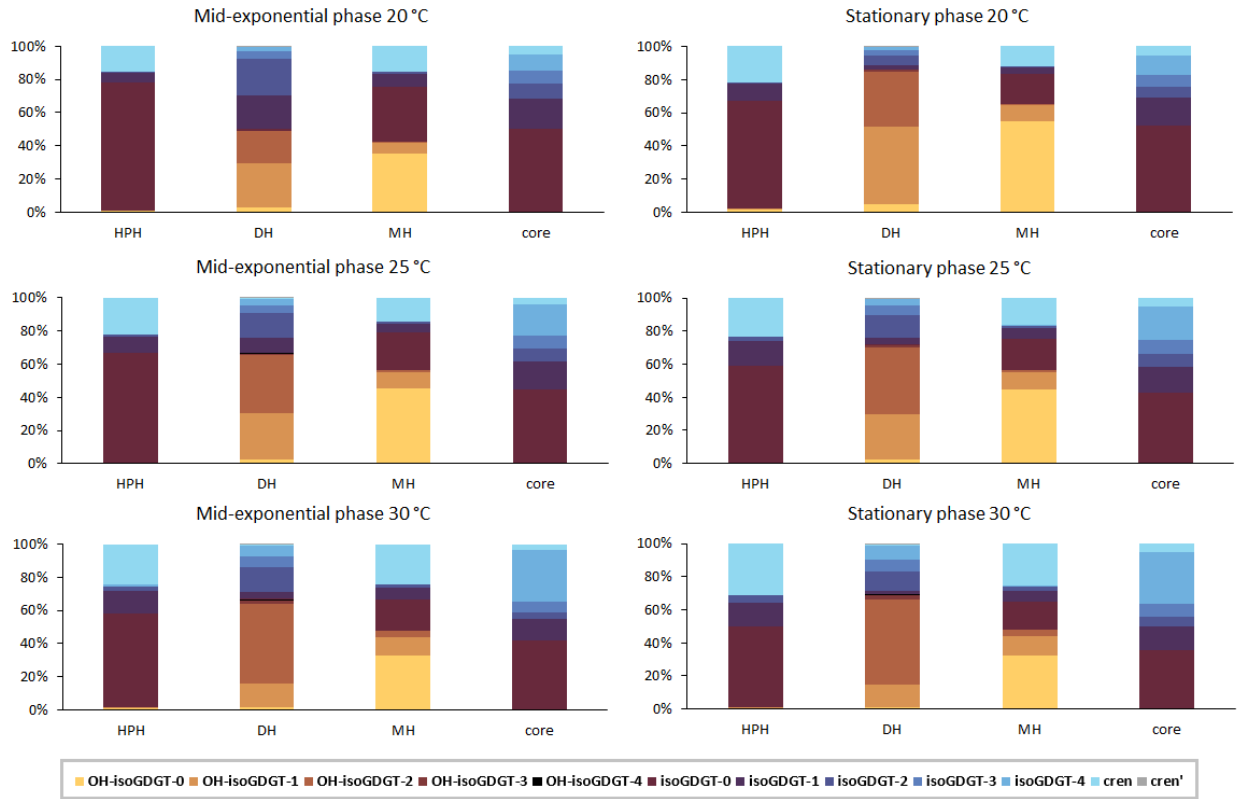 Mid-exponential phase 20 °C
100%
80%
60%
40%
20%
0%
HPH DH MH core
Stationary phase 20 °C
100%
80%
60%
40%
20%
0%
HPH DH MH core
Mid-exponential phase 25 °C
100%
80%
60%
40%
20%
0%
HPH DH MH core
Stationary phase 25 °C
100%
80%
60%
40%
20%
0%
HPH DH MH core
Mid-exponential phase 30 °C
100%
80%
60%
40%
20%
0%
HPH DH MH core
Stationary phase 30 °C
100%
80%
60%
40%
20%
0%
HPH DH MH core
OH-isoGDGT-0 OH-isoGDGT-1 OH-isoGDGT-2 OH-isoGDGT-3 OH-isoGDGT-4 isoGDGT-0 isoGDGT-1 isoGDGT-2 isoGDGT-3 isoGDGT-4 cren cren'